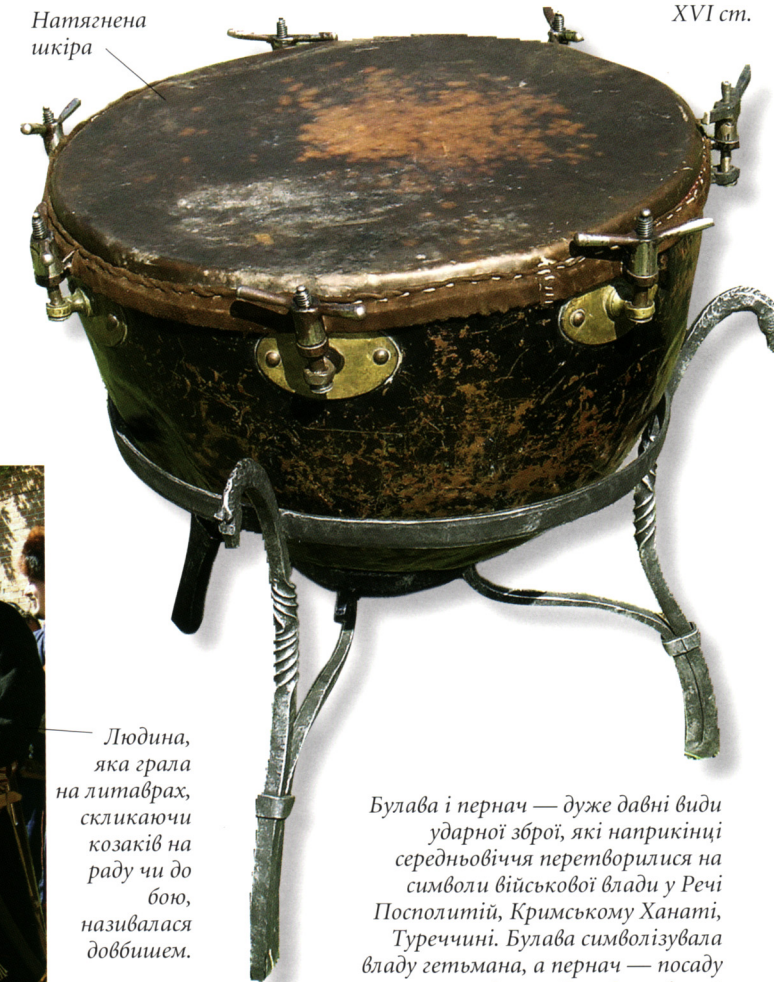 Натягнена
шкіра
XVI ст.
Людина,
яка грала
на литаврах,
скликаючи
козаків на
раду чи до
бою,
називалася
довбишем.
Булава і пернач — дуже давні види
ударної зброї, які наприкінці
середньовіччя перетворилися на
символи військової влади у Речі
Посполитій, Кримському Ханаті,
Туреччині. Булава символізувала
владу гетьмана, а пернач — посаду